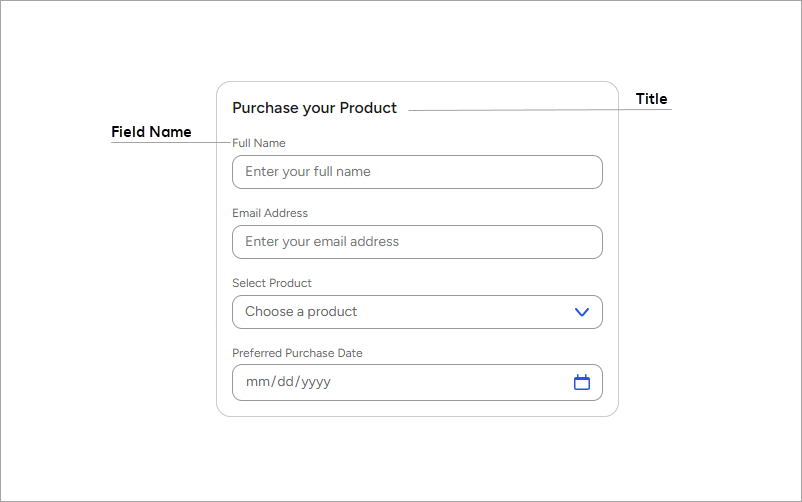 Purchase your Product
Title
Field Name
Full Name
Enter your full name
Email Address
Enter your email address
Select Product
Choose a product
Preferred Purchase Date
mm/dd/yyyy